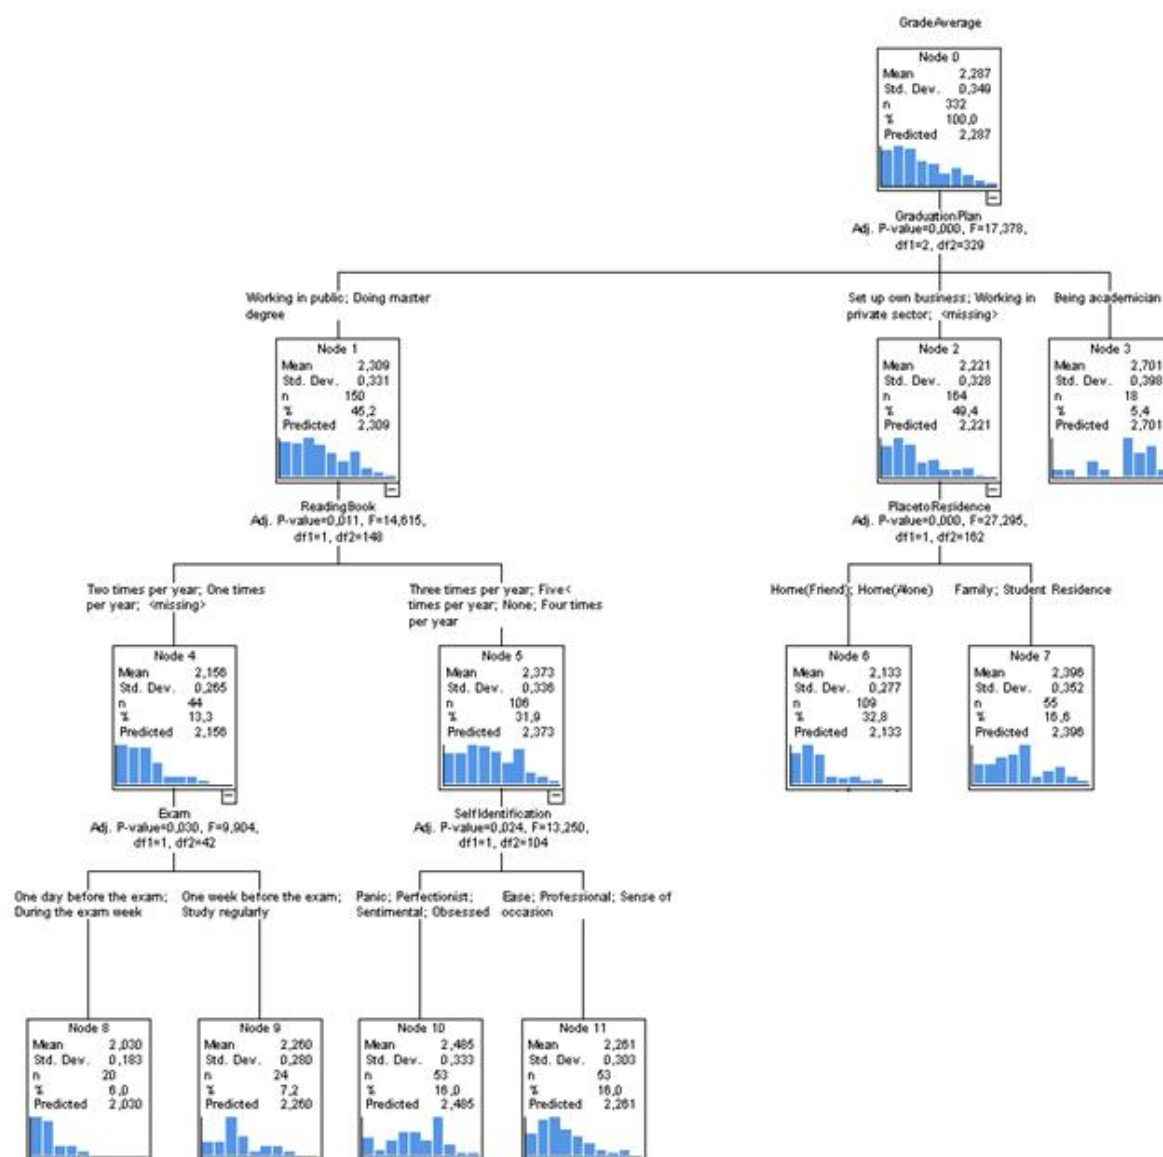 GradeAverage
Node 0
Mean 2,287
Std. Dev. 0,349
n 332
% 100,0
Predicted 2,287
GraduationPlan
Adj. P-value=0,000, F=17,378,
df1=2, df2=329
Working in public; Doing master
degree
Set up own business; Working in
private sector; <missing>
Being academician
Node 1
Mean 2,309
Std. Dev. 0,331
n 150
% 45,2
Predicted 2,309
Node 2
Mean 2,221
Std. Dev. 0,328
n 164
% 49,4
Predicted 2,221
Node 3
Mean 2,701
Std. Dev. 0,398
n 18
% 5,4
Predicted 2,701
ReadingBook
Adj. P-value=0,011, F=14,615,
df1=1, df2=148
PlacetoResidence
Adj. P-value=0,000, F=27,295,
df1=1, df2=162
Two times per year; One times
per year; <missing>
Three times per year; Five<
times per year; None; Four times
per year
Home(Friend); Home(Alone)
Family; Student Residence
Node 4
Mean 2,156
Std. Dev. 0,265
n 44
% 13,3
Predicted 2,156
Node 5
Mean 2,373
Std. Dev. 0,336
n 106
% 31,9
Predicted 2,373
Node 6
Mean 2,133
Std. Dev. 0,277
n 109
% 32,8
Predicted 2,133
Node 7
Mean 2,396
Std. Dev. 0,352
n 55
% 16,6
Predicted 2,396
Exam
Adj. P-value=0,030, F=9,904,
df1=1, df2=42
SelfIdentification
Adj. P-value=0,024, F=13,250,
df1=1, df2=104
One day before the exam;
During the exam week
One week before the exam;
Study regularly
Panic; Perfectionist;
Sentimental; Obsessed
Ease; Professional; Sense of
occasion
Node 8
Mean 2,030
Std. Dev. 0,183
n 20
% 6,0
Predicted 2,030
Node 9
Mean 2,260
Std. Dev. 0,280
n 24
% 7,2
Predicted 2,260
Node 10
Mean 2,485
Std. Dev. 0,333
n 53
% 16,0
Predicted 2,485
Node 11
Mean 2,261
Std. Dev. 0,303
n 53
% 16,0
Predicted 2,261